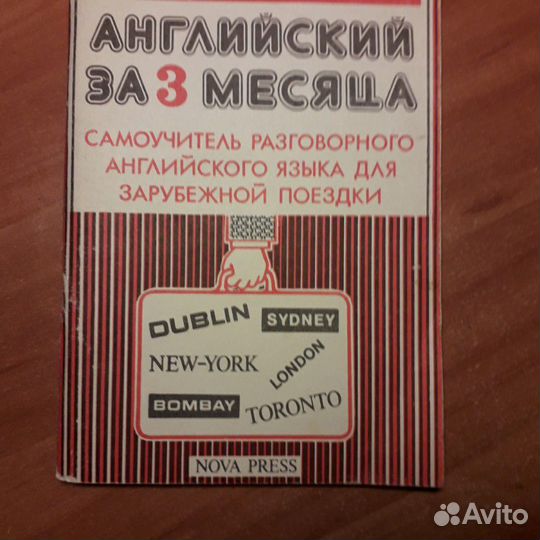 АНГЛИЙСКИЙ
ЗА 3 МЕСЯЦА
САМОУЧИТЕЛЬ РАЗГОВОРНОГО
АНГЛИЙСКОГО ЯЗЫКА ДЛЯ
ЗАРУБЕЖНОЙ ПОЕЗДКИ
DUBLIN
SYDNEY
NEW-YORK
LONDON
BOMBAY
TORONTO
NOVA PRESS
Avito